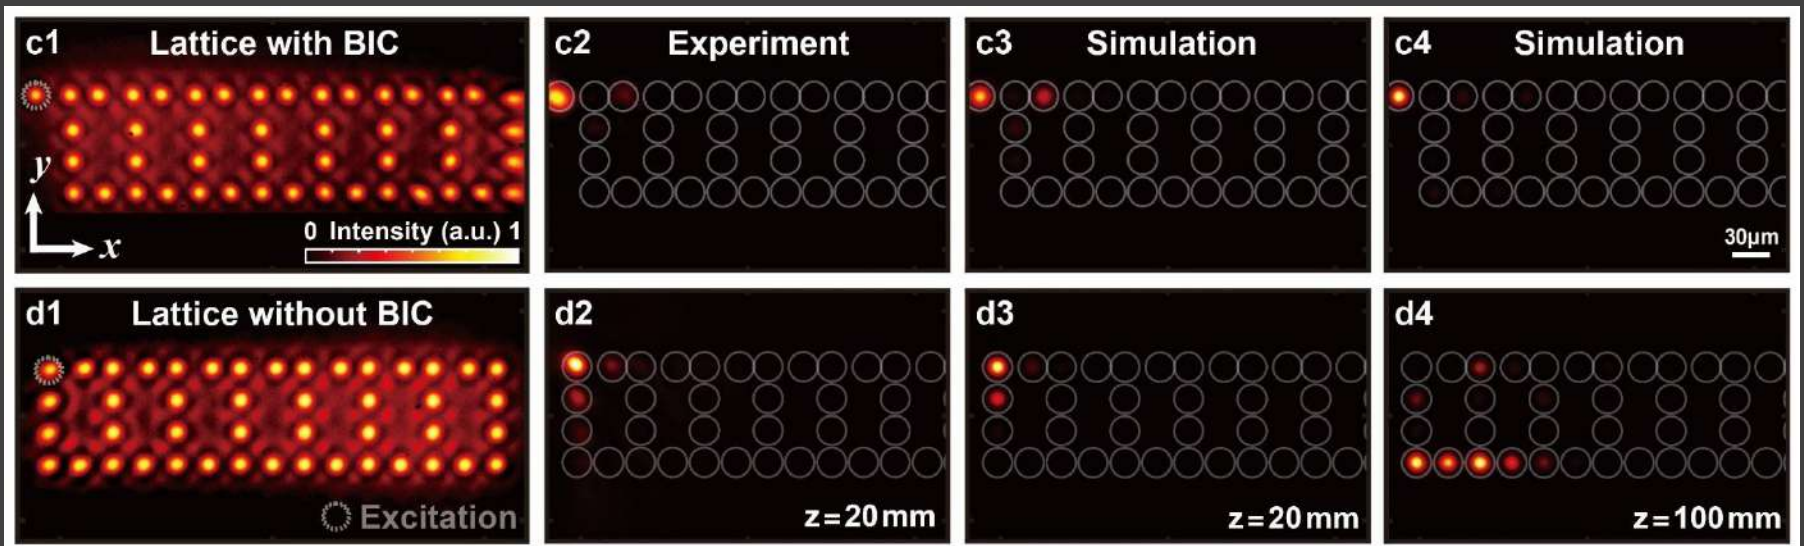 c1 Lattice with BIC
y
x
0 Intensity (a.u.) 1
c2 Experiment
c3 Simulation
c4 Simulation
30μm
d1 Lattice without BIC
Excitation
d2
z=20mm
d3
z=20mm
d4
z=100mm